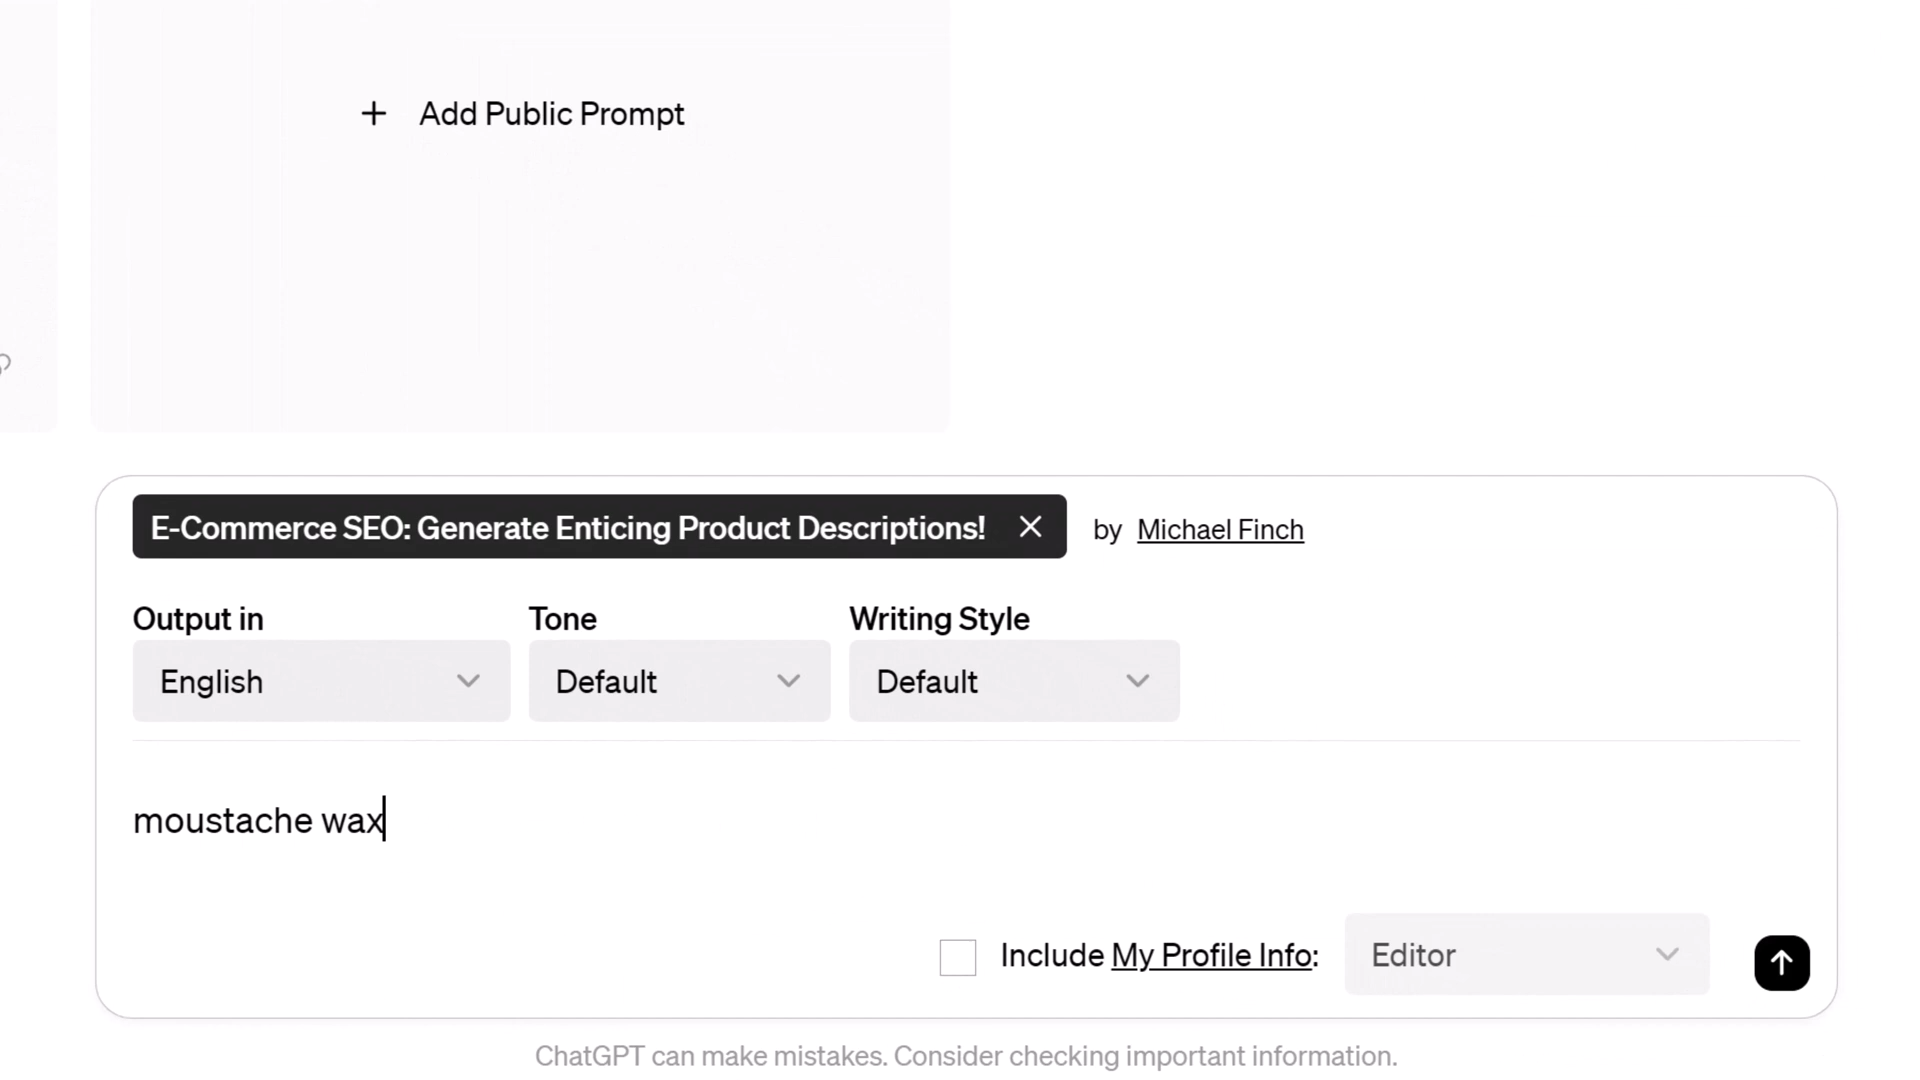 + Add Public Prompt
E-Commerce SEO: Generate Enticing Product Descriptions! by Michael Finch
Output in Tone Writing Style
English Default Default
moustache wax
Include My Profile Info: Editor
ChatGPT can make mistakes. Consider checking important information.